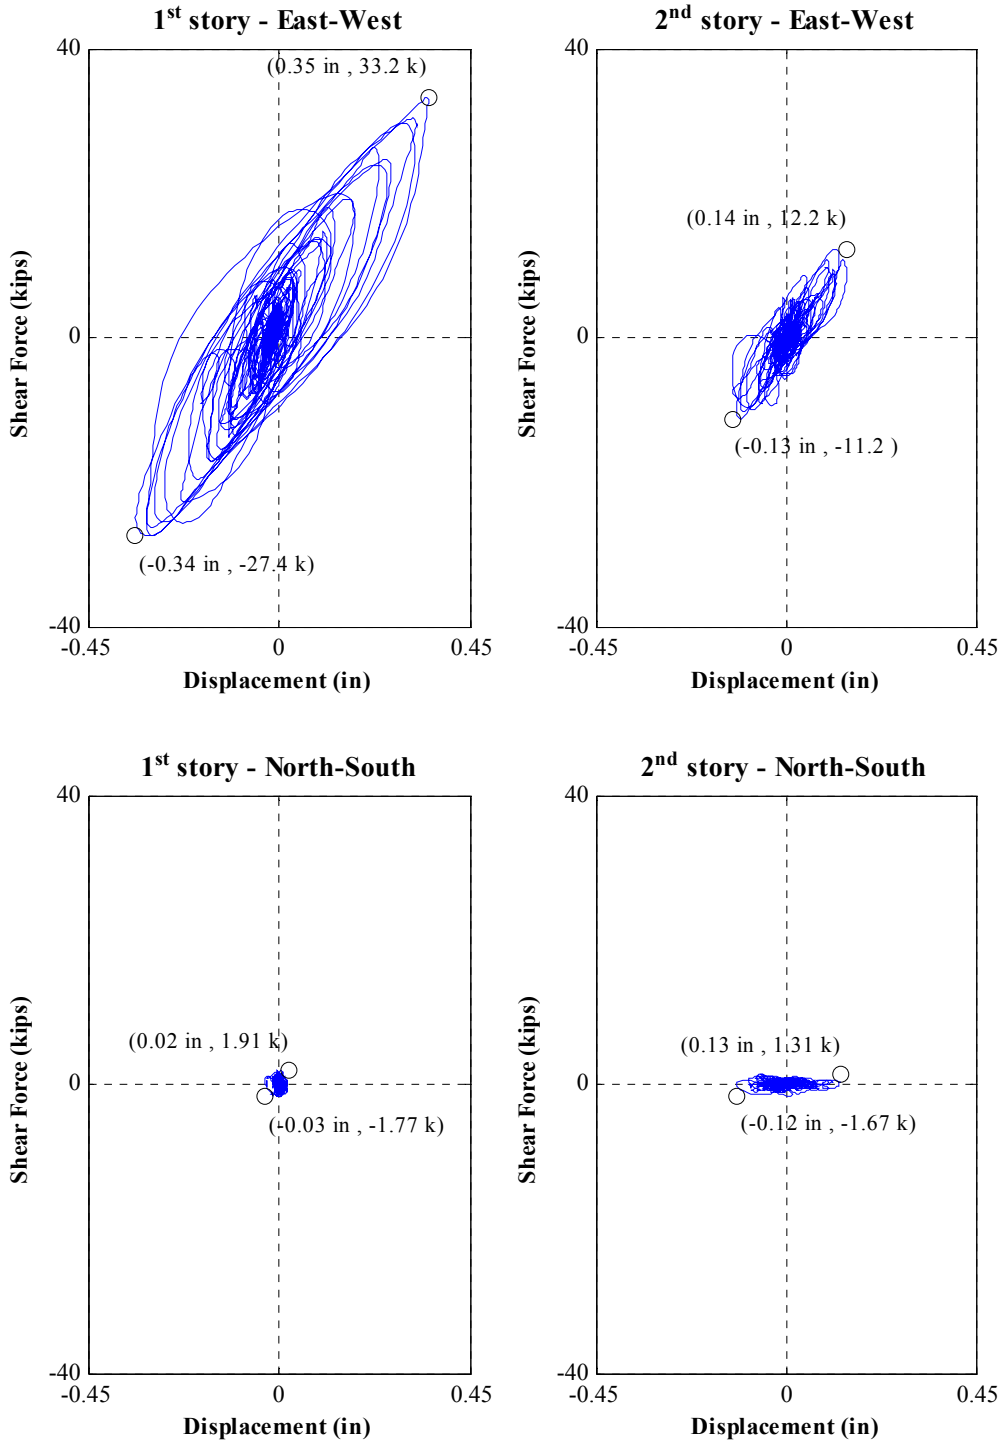 1st story - East-West
40
(0.35 in , 33.2 k)
Shear Force (kips)
0
(-0.34 in , -27.4 k)
-40
-0.45 0 0.45
Displacement (in)
2nd story - East-West
40
(0.14 in , 12.2 k)
Shear Force (kips)
0
(-0.13 in , -11.2 )
-40
-0.45 0 0.45
Displacement (in)
1st story - North-South
40
(0.02 in , 1.91 k)
Shear Force (kips)
0
(-0.03 in , -1.77 k)
-40
-0.45 0 0.45
Displacement (in)
2nd story - North-South
40
(0.13 in , 1.31 k)
Shear Force (kips)
0
(-0.12 in , -1.67 k)
-40
-0.45 0 0.45
Displacement (in)